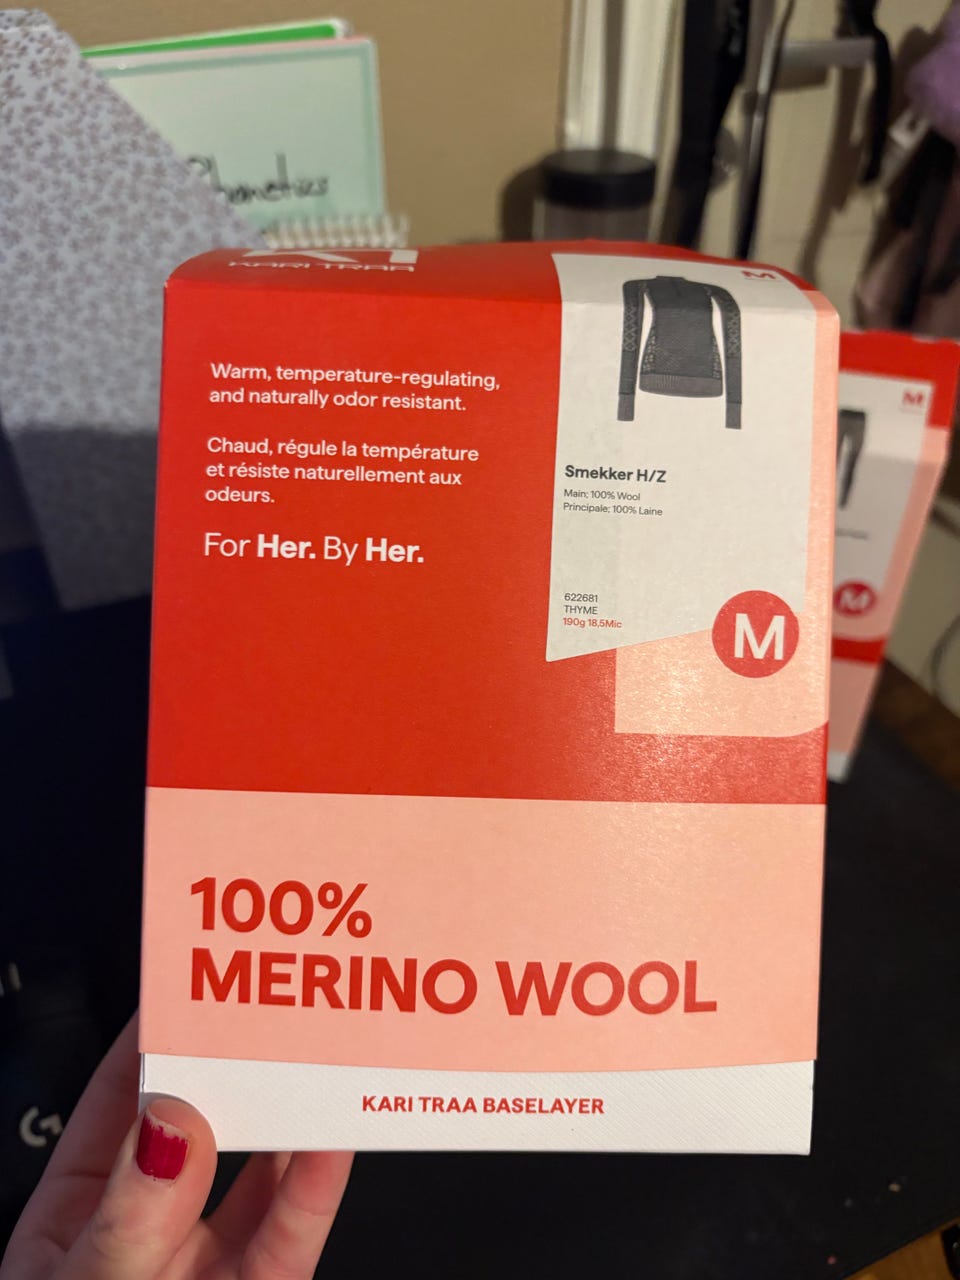 Phonetics
KARI TRAA
M
Warm, temperature-regulating,
and naturally odor resistant.
Chaud, régule la température
et résiste naturellement aux
odeurs.
For Her. By Her.
Smekker H/Z
Main: 100% Wool
Principale: 100% Laine
622681
THYME
190g 18,5Mic
M
100%
MERINO WOOL
KARI TRAA BASELAYER
M
M